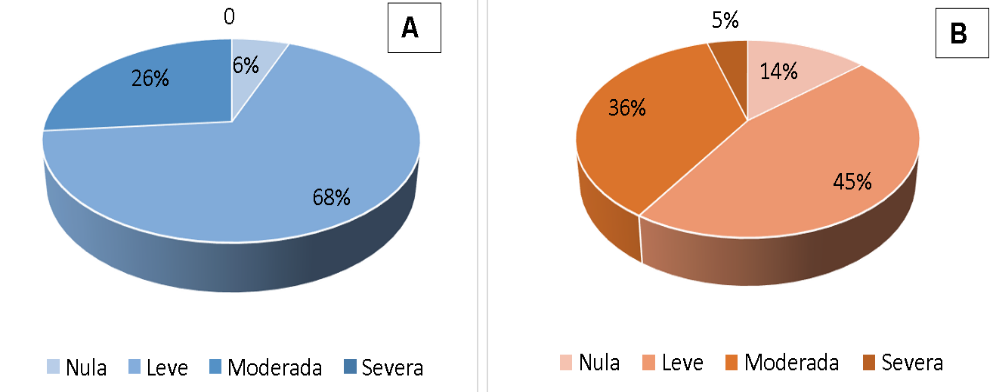 0
A
6%
26%
68%
Nula Leve Moderada Severa
5%
B
14%
36%
45%
Nula Leve Moderada Severa